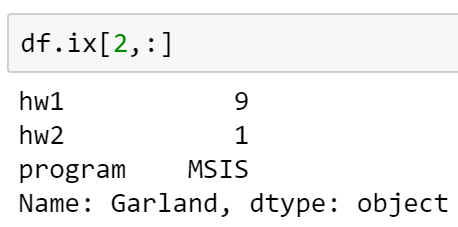 df.ix[2,:]
hw1 9
hw2 1
program MSIS
Name: Garland, dtype: object